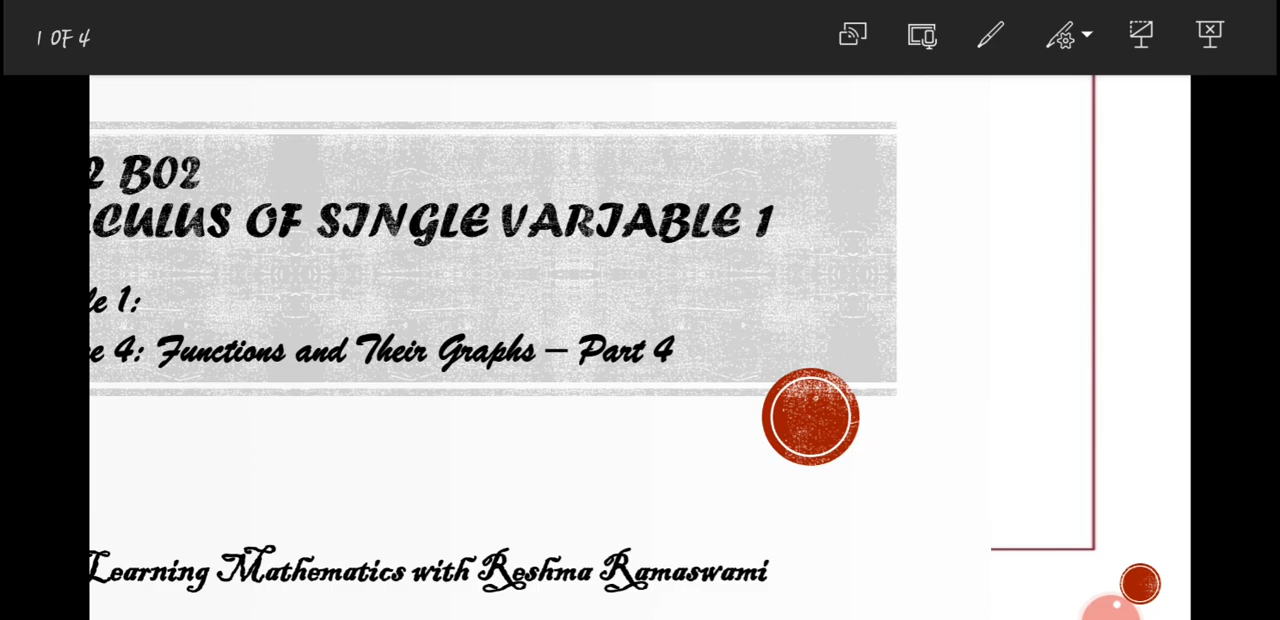 1 OF 4
2 B02
CULUS OF SINGLE VARIABLE 1
le 1:
e 4: Functions and Their Graphs – Part 4
Learning Mathematics with Reshma Ramaswami